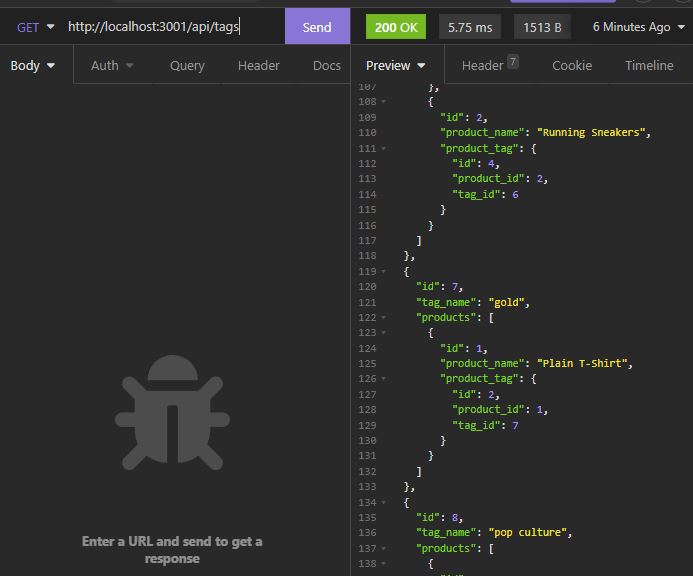 GET http://localhost:3001/api/tags Send 200 OK 5.75 ms 1513 B 6 Minutes Ago
Body Auth Query Header Docs Preview Header 7 Cookie Timeline
107 },
108 {
109 "id": 2,
110 "product_name": "Running Sneakers",
111 "product_tag": {
112 "id": 4,
113 "product_id": 2,
114 "tag_id": 6
115 }
116 }
117 ]
118 },
119 {
120 "id": 7,
121 "tag_name": "gold",
122 "products": [
123 {
124 "id": 1,
125 "product_name": "Plain T-Shirt",
126 "product_tag": {
127 "id": 2,
128 "product_id": 1,
129 "tag_id": 7
130 }
131 }
132 ]
133 },
134 {
135 "id": 8,
136 "tag_name": "pop culture",
137 "products": [
138 {
Enter a URL and send to get a
response